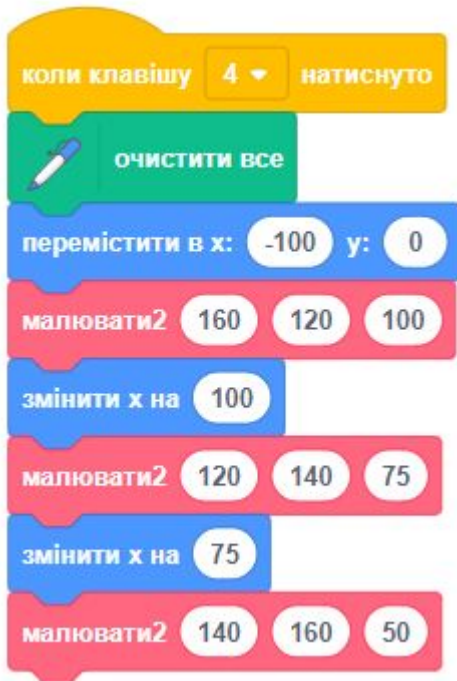 коли клавішу 4 натиснуто
очистити все
перемістити в x: -100 y: 0
малювати2 160 120 100
змінити x на 100
малювати2 120 140 75
змінити x на 75
малювати2 140 160 50